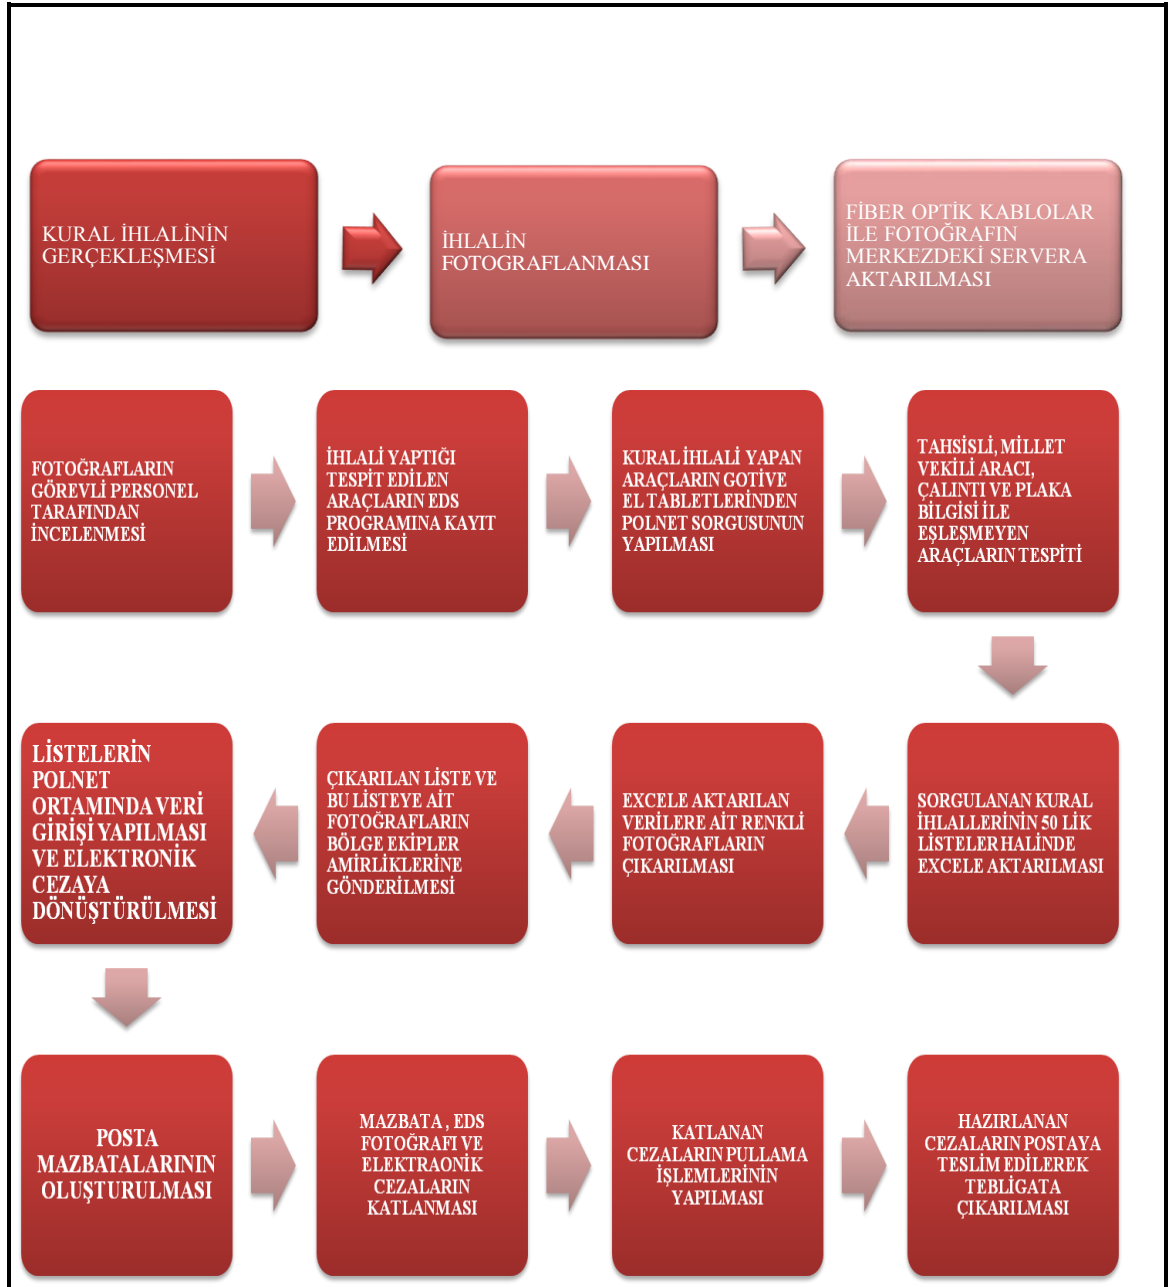 KURAL İHLALİNİN
GERÇEKLEŞMESİ
İHLALİN
FOTOGRAFLANMASI
FİBER OPTİK KABLOLAR
İLE FOTOĞRAFIN
MERKEZDEKİ SERVERA
AKTARILMASI
FOTOĞRAFLARIN
GÖREVLİ PERSONEL
TARAFINDAN
İNCELENMESİ
İHLALİ YAPTIĞI
TESPİT EDİLEN
ARAÇLARIN EDS
PROGRAMINA KAYIT
EDİLMESİ
KURAL İHLALİ YAPAN
ARAÇLARIN GOTİVE
EL TABLETLERİNDEN
POLNET SORGUSUNUN
YAPILMASI
TAHSİSLİ, MİLLET
VEKİLİ ARACI,
ÇALINTI VE PLAKA
BİLGİSİ İLE
EŞLEŞMEYEN
ARAÇLARIN TESPİTİ
LİSTELERİN
POLNET
ORTAMINDA VERİ
GİRİŞİ YAPILMASI
VE ELEKTRONİK
CEZAYA
DÖNÜŞTÜRÜLMESİ
ÇIKARILAN LİSTE VE
BU LİSTEYE AİT
FOTOĞRAFLARIN
BÖLGE EKİPLER
AMİRLİKLERİNE
GÖNDERİLMESİ
EXCELE AKTARILAN
VERİLERE AİT RENKLİ
FOTOĞRAFLARIN
ÇIKARILMASI
SORGULANAN KURAL
İHLALLERİNİN 50 LİK
LİSTELER HALİNDE
EXCELE AKTARILMASI
POSTA
MAZBATALARININ
OLUŞTURULMASI
MAZBATA , EDS
FOTOĞRAFI VE
ELEKTRAONİK
CEZALARIN
KATLANMASI
KATLANAN
CEZALARIN PULLAMA
İŞLEMLERİNİN
YAPILMASI
HAZIRLANAN
CEZALARIN POSTAYA
TESLİM EDİLEREK
TEBLİGATA
ÇIKARILMASI